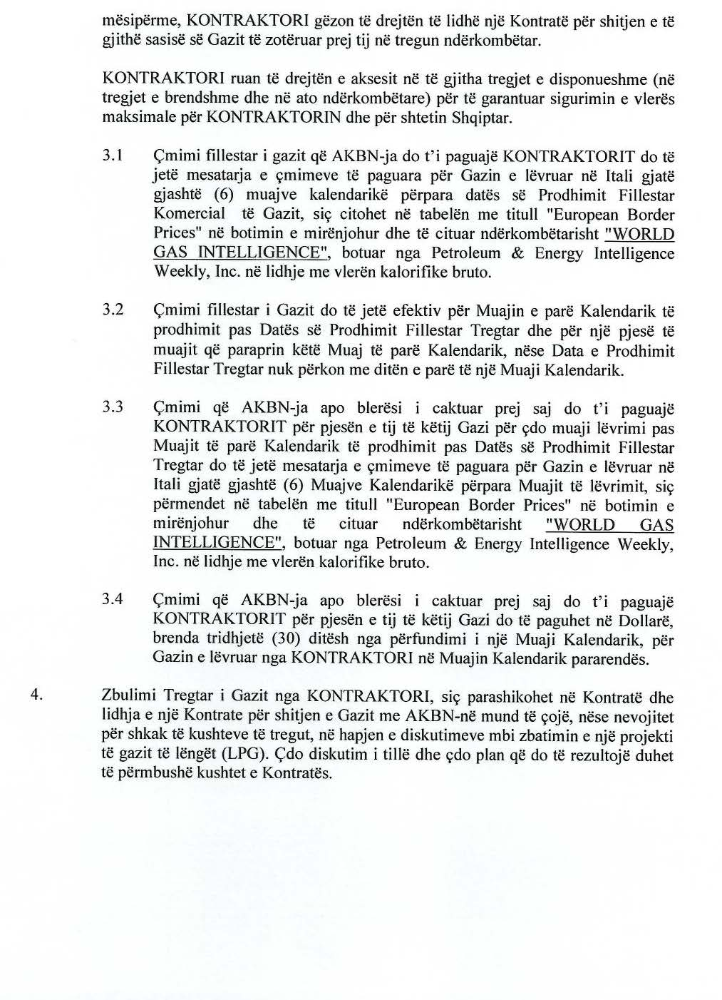 mësipërme, KONTRAKTORI gëzon të drejtën të lidhë një Kontratë për shitjen e të
gjithë sasisë së Gazit të zotëruar prej tij në tregun ndërkombëtar.
KONTRAKTORI ruan të drejtën e aksesit në të gjitha tregjet e disponueshme (në
tregjet e brendshme dhe në ato ndërkombëtare) për të garantuar sigurimin e vlerës
maksimale për KONTRAKTORIN dhe për shtetin Shqiptar.
3.1 Çmimi fillestar i gazit që AKBN-ja do t'i paguajë KONTRAKTORIT do të
jetë mesatarja e çmimeve të paguara për Gazin e lëvruar në Itali gjatë
gjashtë (6) muajve kalendarikë përpara datës së Prodhimit Fillestar
Komercial të Gazit, siç citohet në tabelën me titull "European Border
Prices" në botimin e mirënjohur dhe të cituar ndërkombëtarisht "WORLD
GAS INTELLIGENCE", botuar nga Petroleum & Energy Intelligence
Weekly, Inc. në lidhje me vlerën kalorifike bruto.
3.2 Çmimi fillestar i Gazit do të jetë efektiv për Muajin e parë Kalendarik të
prodhimit pas Datës së Prodhimit Fillestar Tregtar dhe për një pjesë të
muajit që paraprin këtë Muaj të parë Kalendarik, nëse Data e Prodhimit
Fillestar Tregtar nuk përkon me ditën e parë të një Muaji Kalendarik.
3.3 Çmimi që AKBN-ja apo blerësi i caktuar prej saj do t'i paguajë
KONTRAKTORIT për pjesën e tij të këtij Gazi për çdo muaji lëvrimi pas
Muajit të parë Kalendarik të prodhimit pas Datës së Prodhimit Fillestar
Tregtar do të jetë mesatarja e çmimeve të paguara për Gazin e lëvruar në
Itali gjatë gjashtë (6) Muajve Kalendarikë përpara Muajit të lëvrimit, siç
përmendet në tabelën me titull "European Border Prices" në botimin e
mirënjohur dhe të cituar ndërkombëtarisht "WORLD GAS
INTELLIGENCE", botuar nga Petroleum & Energy Intelligence Weekly,
Inc. në lidhje me vlerën kalorifike bruto.
3.4 Çmimi që AKBN-ja apo blerësi i caktuar prej saj do t'i paguajë
KONTRAKTORIT për pjesën e tij të këtij Gazi do të paguhet në Dollarë,
brenda tridhjetë (30) ditësh nga përfundimi i një Muaji Kalendarik, për
Gazin e lëvruar nga KONTRAKTORI në Muajin Kalendarik pararendës.
4. Zbulimi Tregtar i Gazit nga KONTRAKTORI, siç parashikohet në Kontratë dhe
lidhja e një Kontrate për shitjen e Gazit me AKBN-në mund të çojë, nëse nevojitet
për shkak të kushteve të tregut, në hapjen e diskutimeve mbi zbatimin e një projekti
të gazit të lëngët (LPG). Çdo diskutim i tillë dhe çdo plan që do të rezultojë duhet
të përmbushë kushtet e Kontratës.